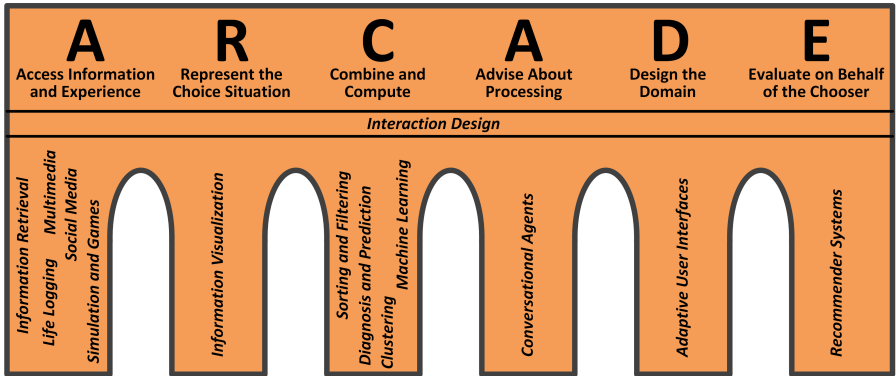 A R C A D E
Access Information
and Experience
Represent the
Choice Situation
Combine and
Compute
Advise About
Processing
Design the
Domain
Evaluate on Behalf
of the Chooser
Interaction Design
Information Retrieval
Life Logging
Multimedia
Social Media
Simulation and Games
Information Visualization
Sorting and Filtering
Diagnosis and Prediction
Clustering
Machine Learning
Conversational Agents
Adaptive User Interfaces
Recommender Systems